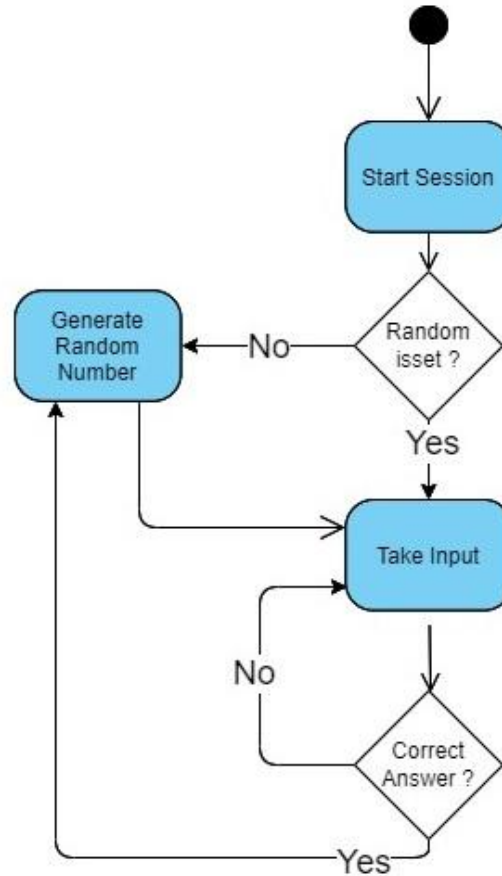 Start Session
Generate
Random
Number
No
Random
isset ?
Yes
Take Input
No
Correct
Answer ?
Yes